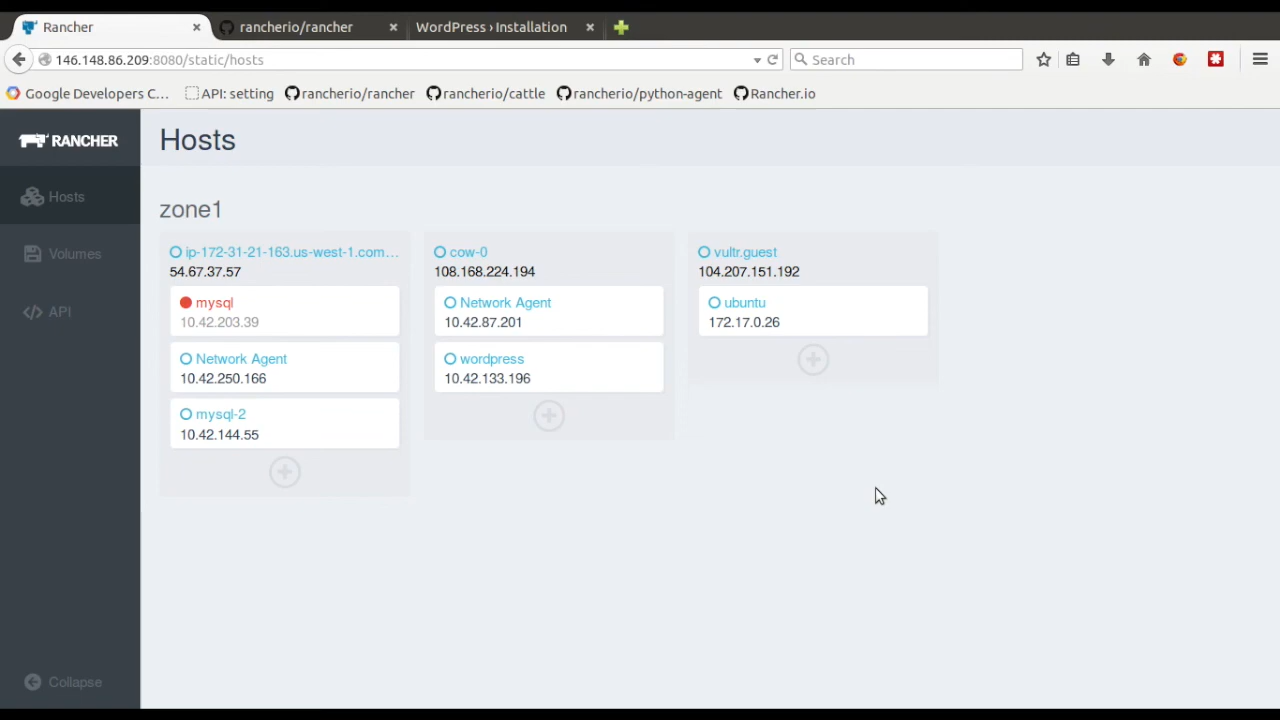 Rancher
rancherio/rancher
WordPress › Installation
146.148.86.209:8080/static/hosts
Search
Google Developers C...
API: setting
rancherio/rancher
rancherio/cattle
rancherio/python-agent
Rancher.io
RANCHER
Hosts
Volumes
API
Collapse
Hosts
zone1
ip-172-31-21-163.us-west-1.com...
54.67.37.57
mysql
10.42.203.39
Network Agent
10.42.250.166
mysql-2
10.42.144.55
cow-0
108.168.224.194
Network Agent
10.42.87.201
wordpress
10.42.133.196
vultr.guest
104.207.151.192
ubuntu
172.17.0.26